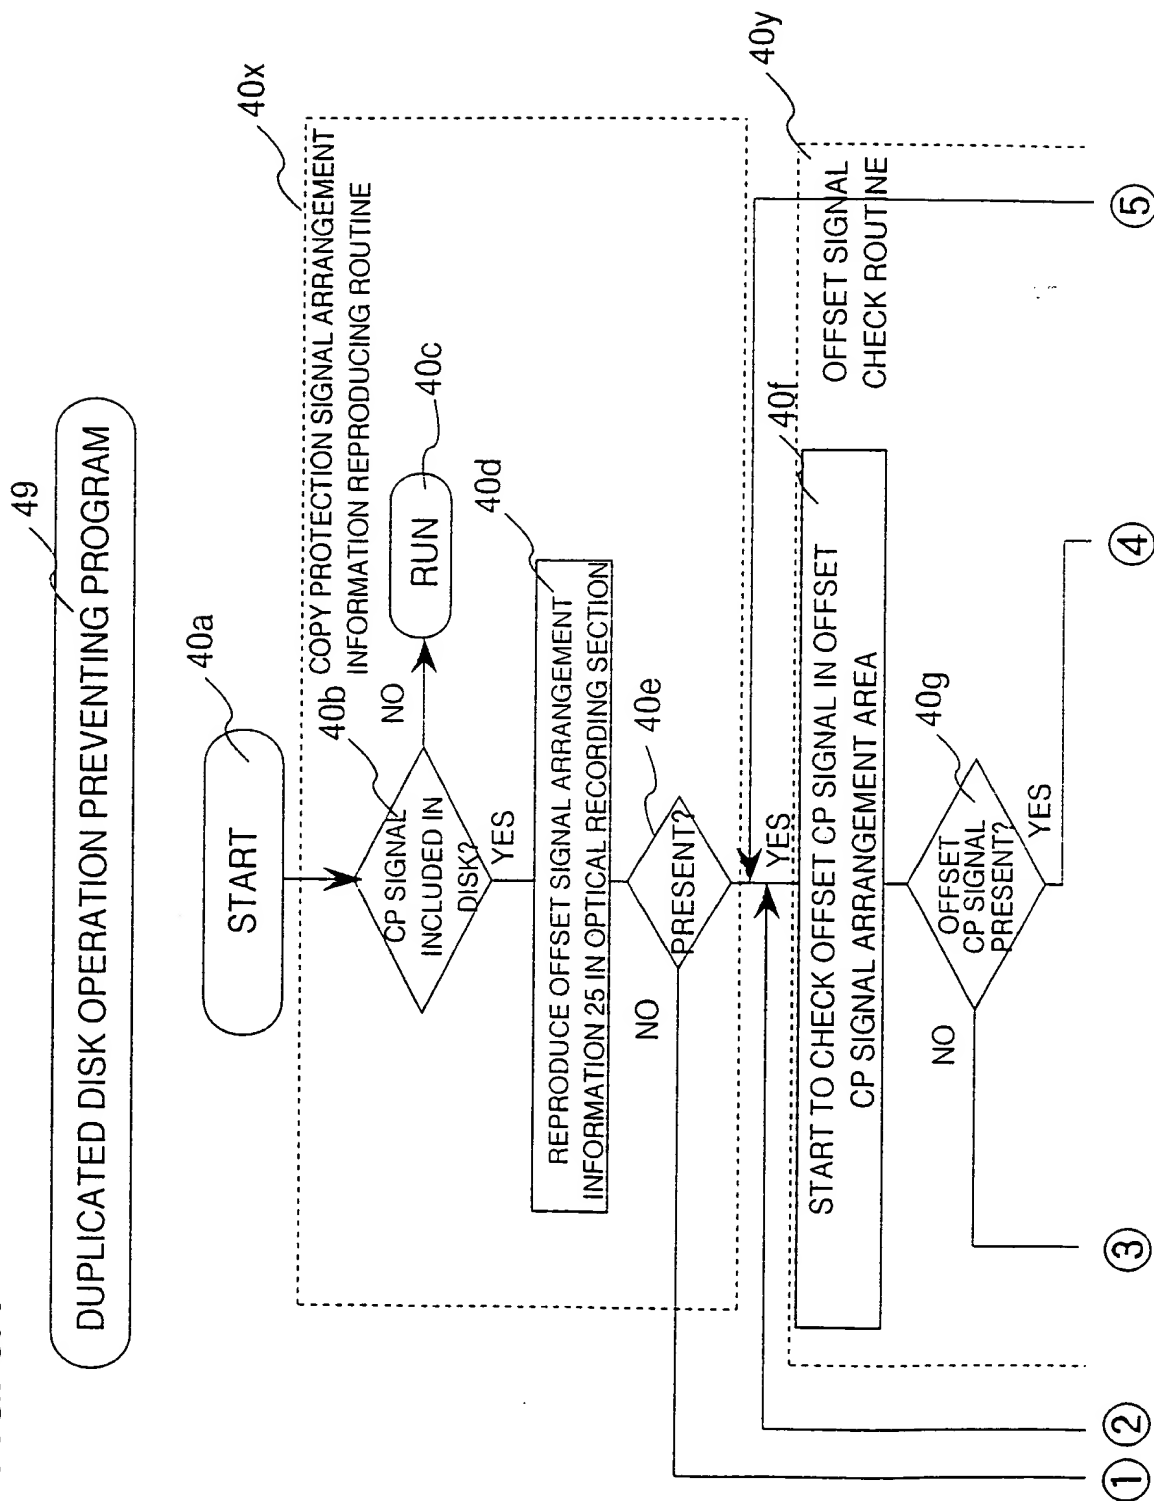 49
DUPLICATED DISK OPERATION PREVENTING PROGRAM
40a
START
40x
COPY PROTECTION SIGNAL ARRANGEMENT
INFORMATION REPRODUCING ROUTINE
40b
CP SIGNAL
INCLUDED IN
DISK?
NO
RUN
40c
YES
40d
REPRODUCE OFFSET SIGNAL ARRANGEMENT
INFORMATION 25 IN OPTICAL RECORDING SECTION
40e
PRESENT?
NO
YES
40y
OFFSET SIGNAL
CHECK ROUTINE
40f
START TO CHECK OFFSET CP SIGNAL IN OFFSET
CP SIGNAL ARRANGEMENT AREA
40g
OFFSET
CP SIGNAL
PRESENT?
NO
YES
① ② ③ ④ ⑤